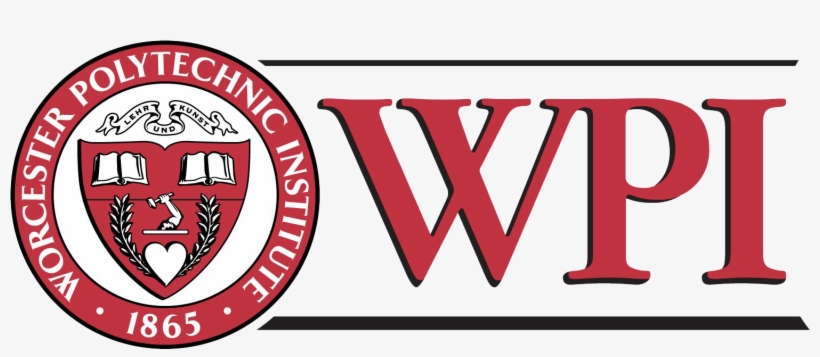 WORCESTER POLYTECHNIC INSTITUTE
LEHR UND KUNST
• 1865 •
WPI